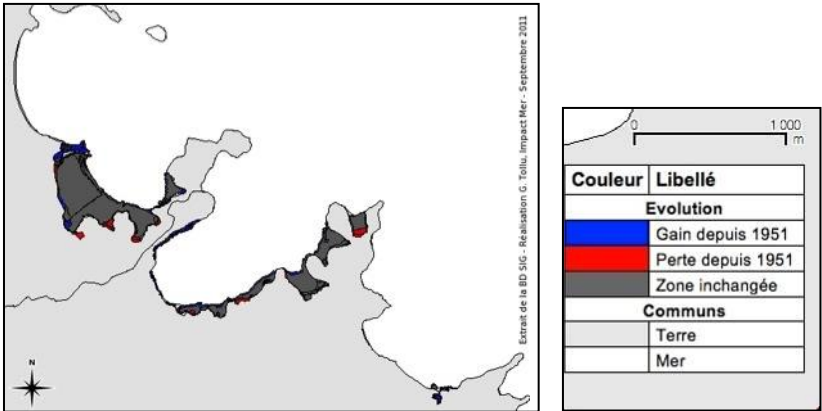 Extrait de la BD SIG - Réalisation G. Tollu, Impact Mer - Septembre 2011
N
0 1 000
m
Couleur Libellé
Evolution
Gain depuis 1951
Perte depuis 1951
Zone inchangée
Communs
Terre
Mer